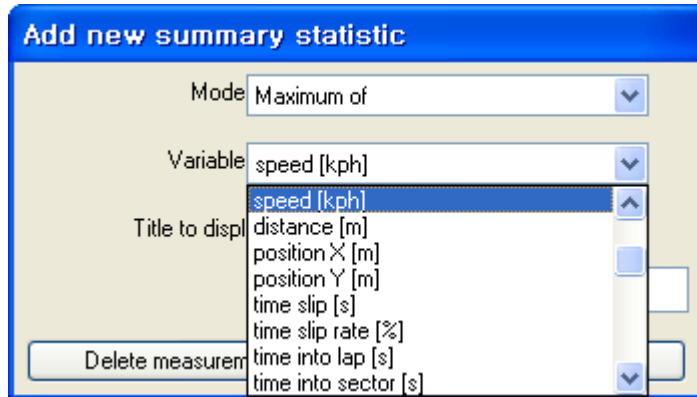 Add new summary statistic
Mode Maximum of
Variable speed [kph]
speed [kph]
Title to displ distance [m]
position X [m]
position Y [m]
time slip [s]
time slip rate [%]
Delete measurem time into lap [s]
time into sector [s]